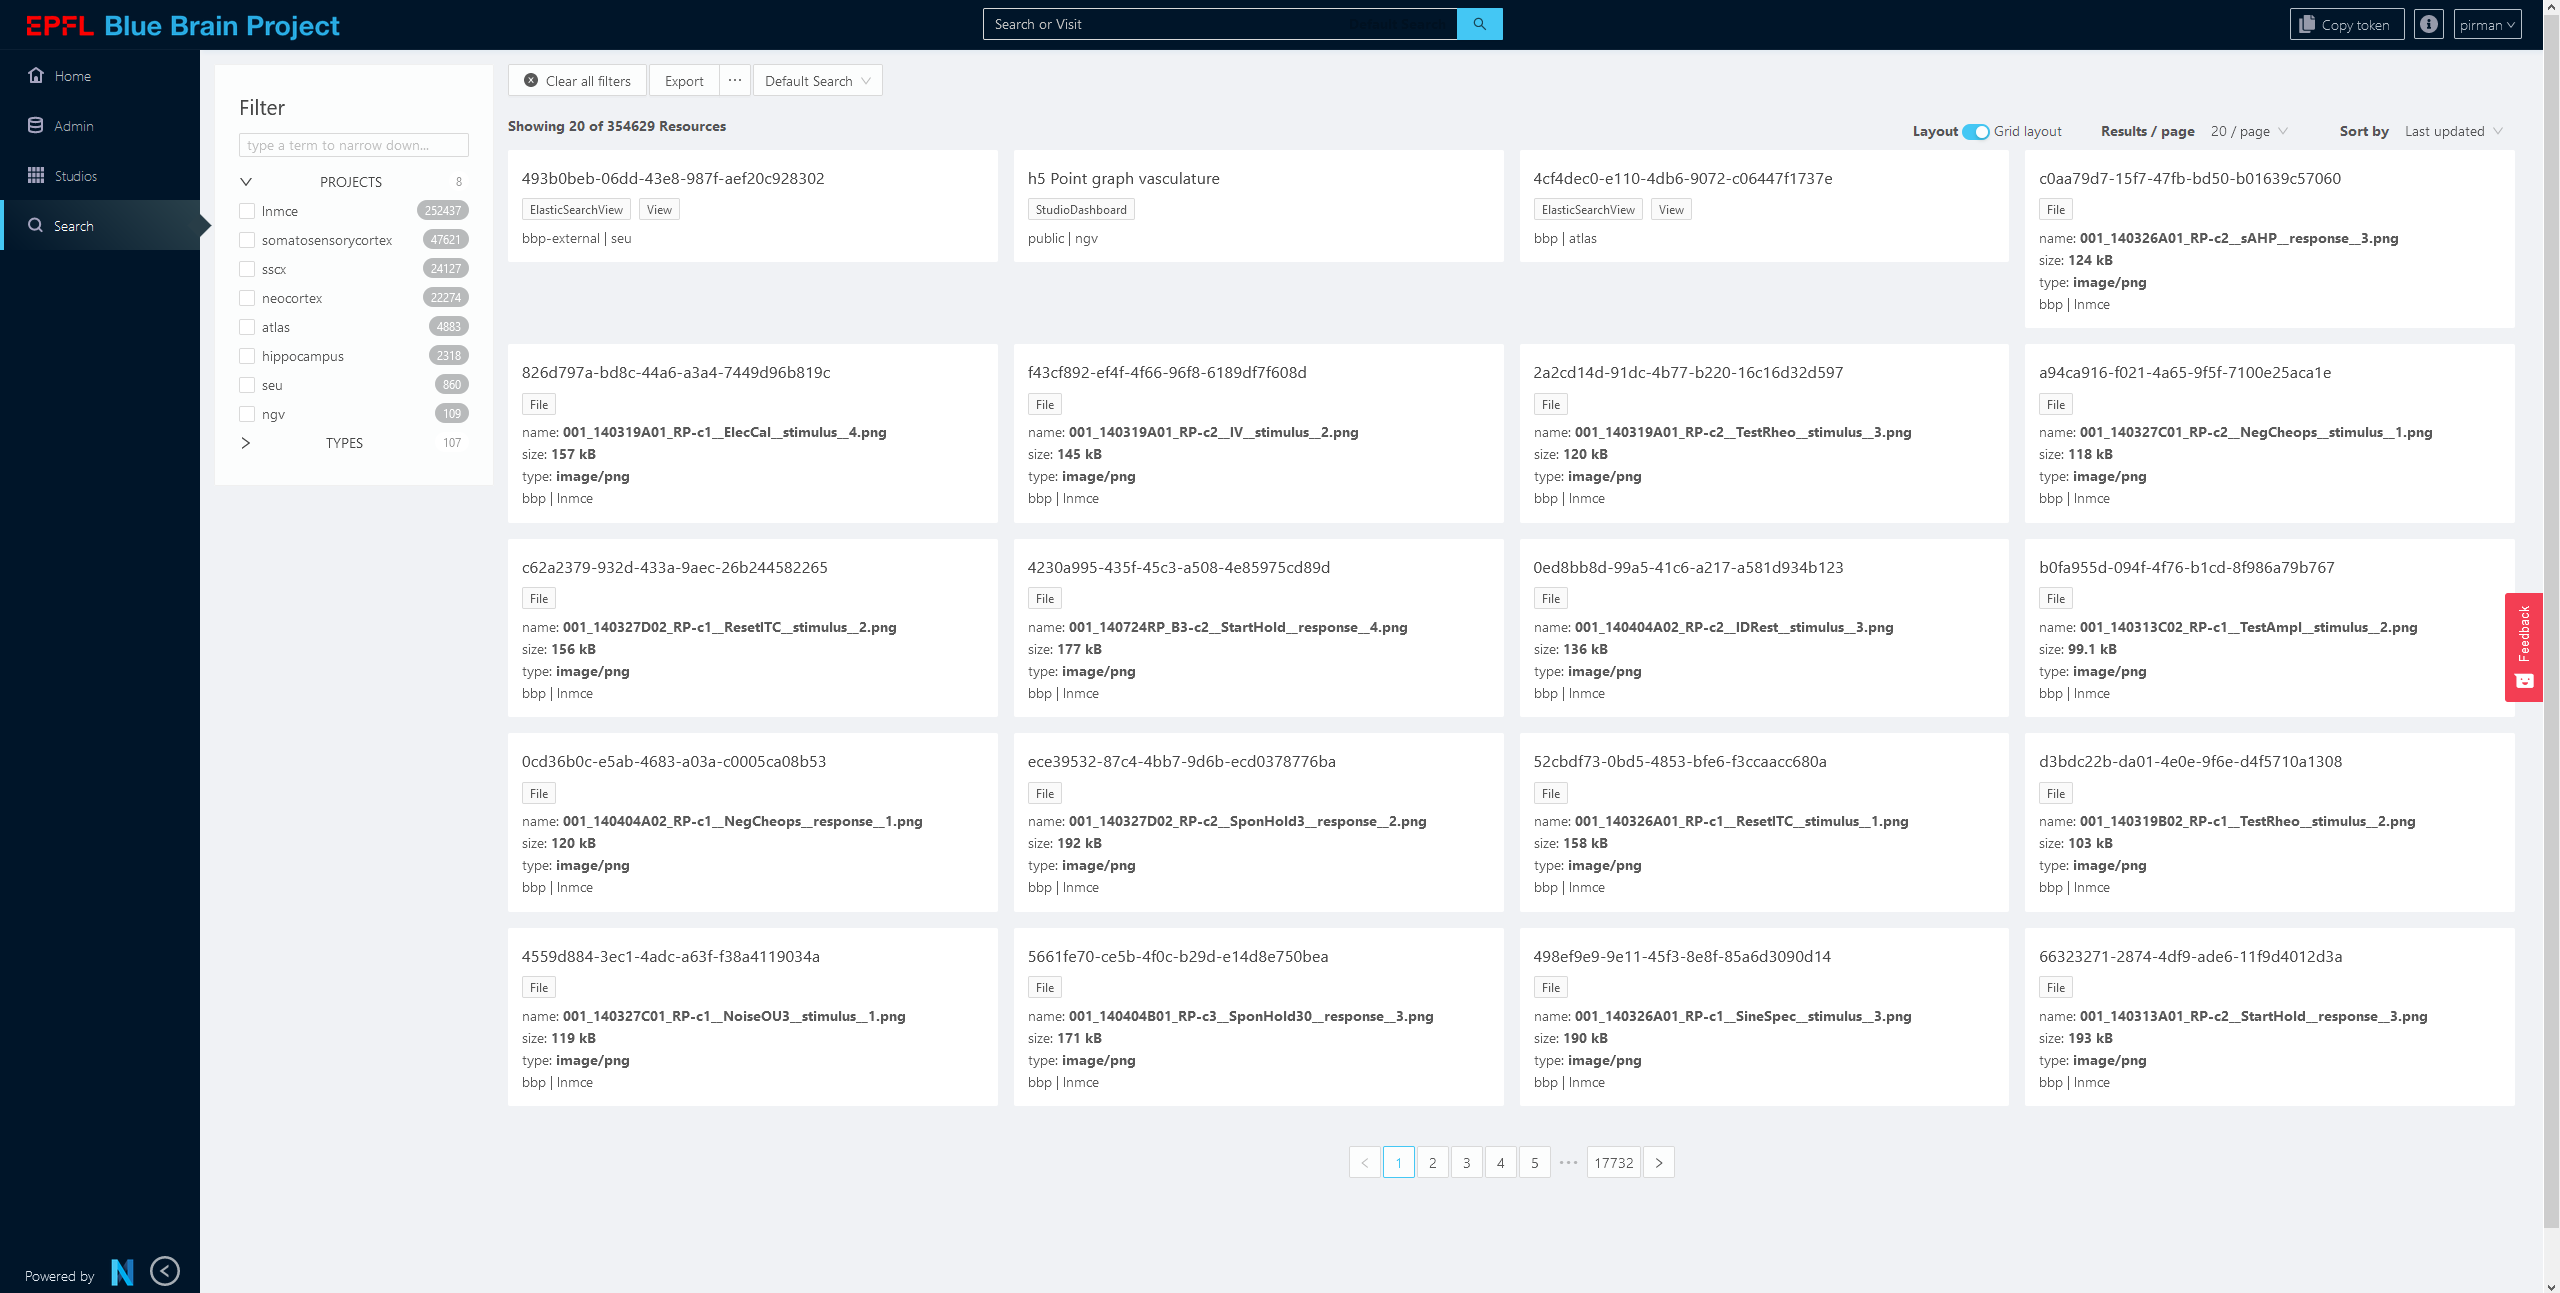 EPFL Blue Brain Project
Search or Visit
Copy token
pirman
Home
Admin
Studios
Search
Filter
type a term to narrow down...
PROJECTS 8
lnmce 252437
somatosensorycortex 47621
sscx 24127
neocortex 22274
atlas 4883
hippocampus 2318
seu 860
ngv 109
TYPES 107
Clear all filters
Export
Default Search
Showing 20 of 354629 Resources
Layout Grid layout
Results / page 20 / page
Sort by Last updated
493b0beb-06dd-43e8-987f-aef20c928302
ElasticSearchView View
bbp-external | seu
h5 Point graph vasculature
StudioDashboard
public | ngv
4cf4dec0-e110-4db6-9072-c06447f1737e
ElasticSearchView View
bbp | atlas
c0aa79d7-15f7-47fb-bd50-b01639c57060
File
name: 001_140326A01_RP-c2__sAHP__response__3.png
size: 124 kB
type: image/png
bbp | lnmce
826d797a-bd8c-44a6-a3a4-7449d96b819c
File
name: 001_140319A01_RP-c1__ElecCal__stimulus__4.png
size: 157 kB
type: image/png
bbp | lnmce
f43cf892-ef4f-4f66-96f8-6189df7f608d
File
name: 001_140319A01_RP-c2__IV__stimulus__2.png
size: 145 kB
type: image/png
bbp | lnmce
2a2cd14d-91dc-4b77-b220-16c16d32d597
File
name: 001_140319A01_RP-c2__TestRheo__stimulus__3.png
size: 120 kB
type: image/png
bbp | lnmce
a94ca916-f021-4a65-9f5f-7100e25aca1e
File
name: 001_140327C01_RP-c2__NegCheops__stimulus__1.png
size: 118 kB
type: image/png
bbp | lnmce
c62a2379-932d-433a-9aec-26b244582265
File
name: 001_140327D02_RP-c1__ResetITC__stimulus__2.png
size: 156 kB
type: image/png
bbp | lnmce
4230a995-435f-45c3-a508-4e85975cd89d
File
name: 001_140724RP_B3-c2__StartHold__response__4.png
size: 177 kB
type: image/png
bbp | lnmce
0ed8bb8d-99a5-41c6-a217-a581d934b123
File
name: 001_140404A02_RP-c2__IDRest__stimulus__3.png
size: 136 kB
type: image/png
bbp | lnmce
b0fa955d-094f-4f76-b1cd-8f986a79b767
File
name: 001_140313C02_RP-c1__TestAmpl__stimulus__2.png
size: 99.1 kB
type: image/png
bbp | lnmce
0cd36b0c-e5ab-4683-a03a-c0005ca08b53
File
name: 001_140404A02_RP-c1__NegCheops__response__1.png
size: 120 kB
type: image/png
bbp | lnmce
ece39532-87c4-4bb7-9d6b-ecd0378776ba
File
name: 001_140327D02_RP-c2__SponHold3__response__2.png
size: 192 kB
type: image/png
bbp | lnmce
52cbdf73-0bd5-4853-bfe6-f3ccaacc680a
File
name: 001_140326A01_RP-c1__ResetITC__stimulus__1.png
size: 158 kB
type: image/png
bbp | lnmce
d3bdc22b-da01-4e0e-9f6e-d4f5710a1308
File
name: 001_140319B02_RP-c1__TestRheo__stimulus__2.png
size: 103 kB
type: image/png
bbp | lnmce
4559d884-3ec1-4adc-a63f-f38a4119034a
File
name: 001_140327C01_RP-c1__NoiseOU3__stimulus__1.png
size: 119 kB
type: image/png
bbp | lnmce
5661fe70-ce5b-4f0c-b29d-e14d8e750bea
File
name: 001_140404B01_RP-c3__SponHold30__response__3.png
size: 171 kB
type: image/png
bbp | lnmce
498ef9e9-9e11-45f3-8e8f-85a6d3090d14
File
name: 001_140326A01_RP-c1__SineSpec__stimulus__3.png
size: 190 kB
type: image/png
bbp | lnmce
66323271-2874-4df9-ade6-11f9d4012d3a
File
name: 001_140313A01_RP-c2__StartHold__response__3.png
size: 193 kB
type: image/png
bbp | lnmce
Feedback
1 2 3 4 5 ••• 17732
Powered by N